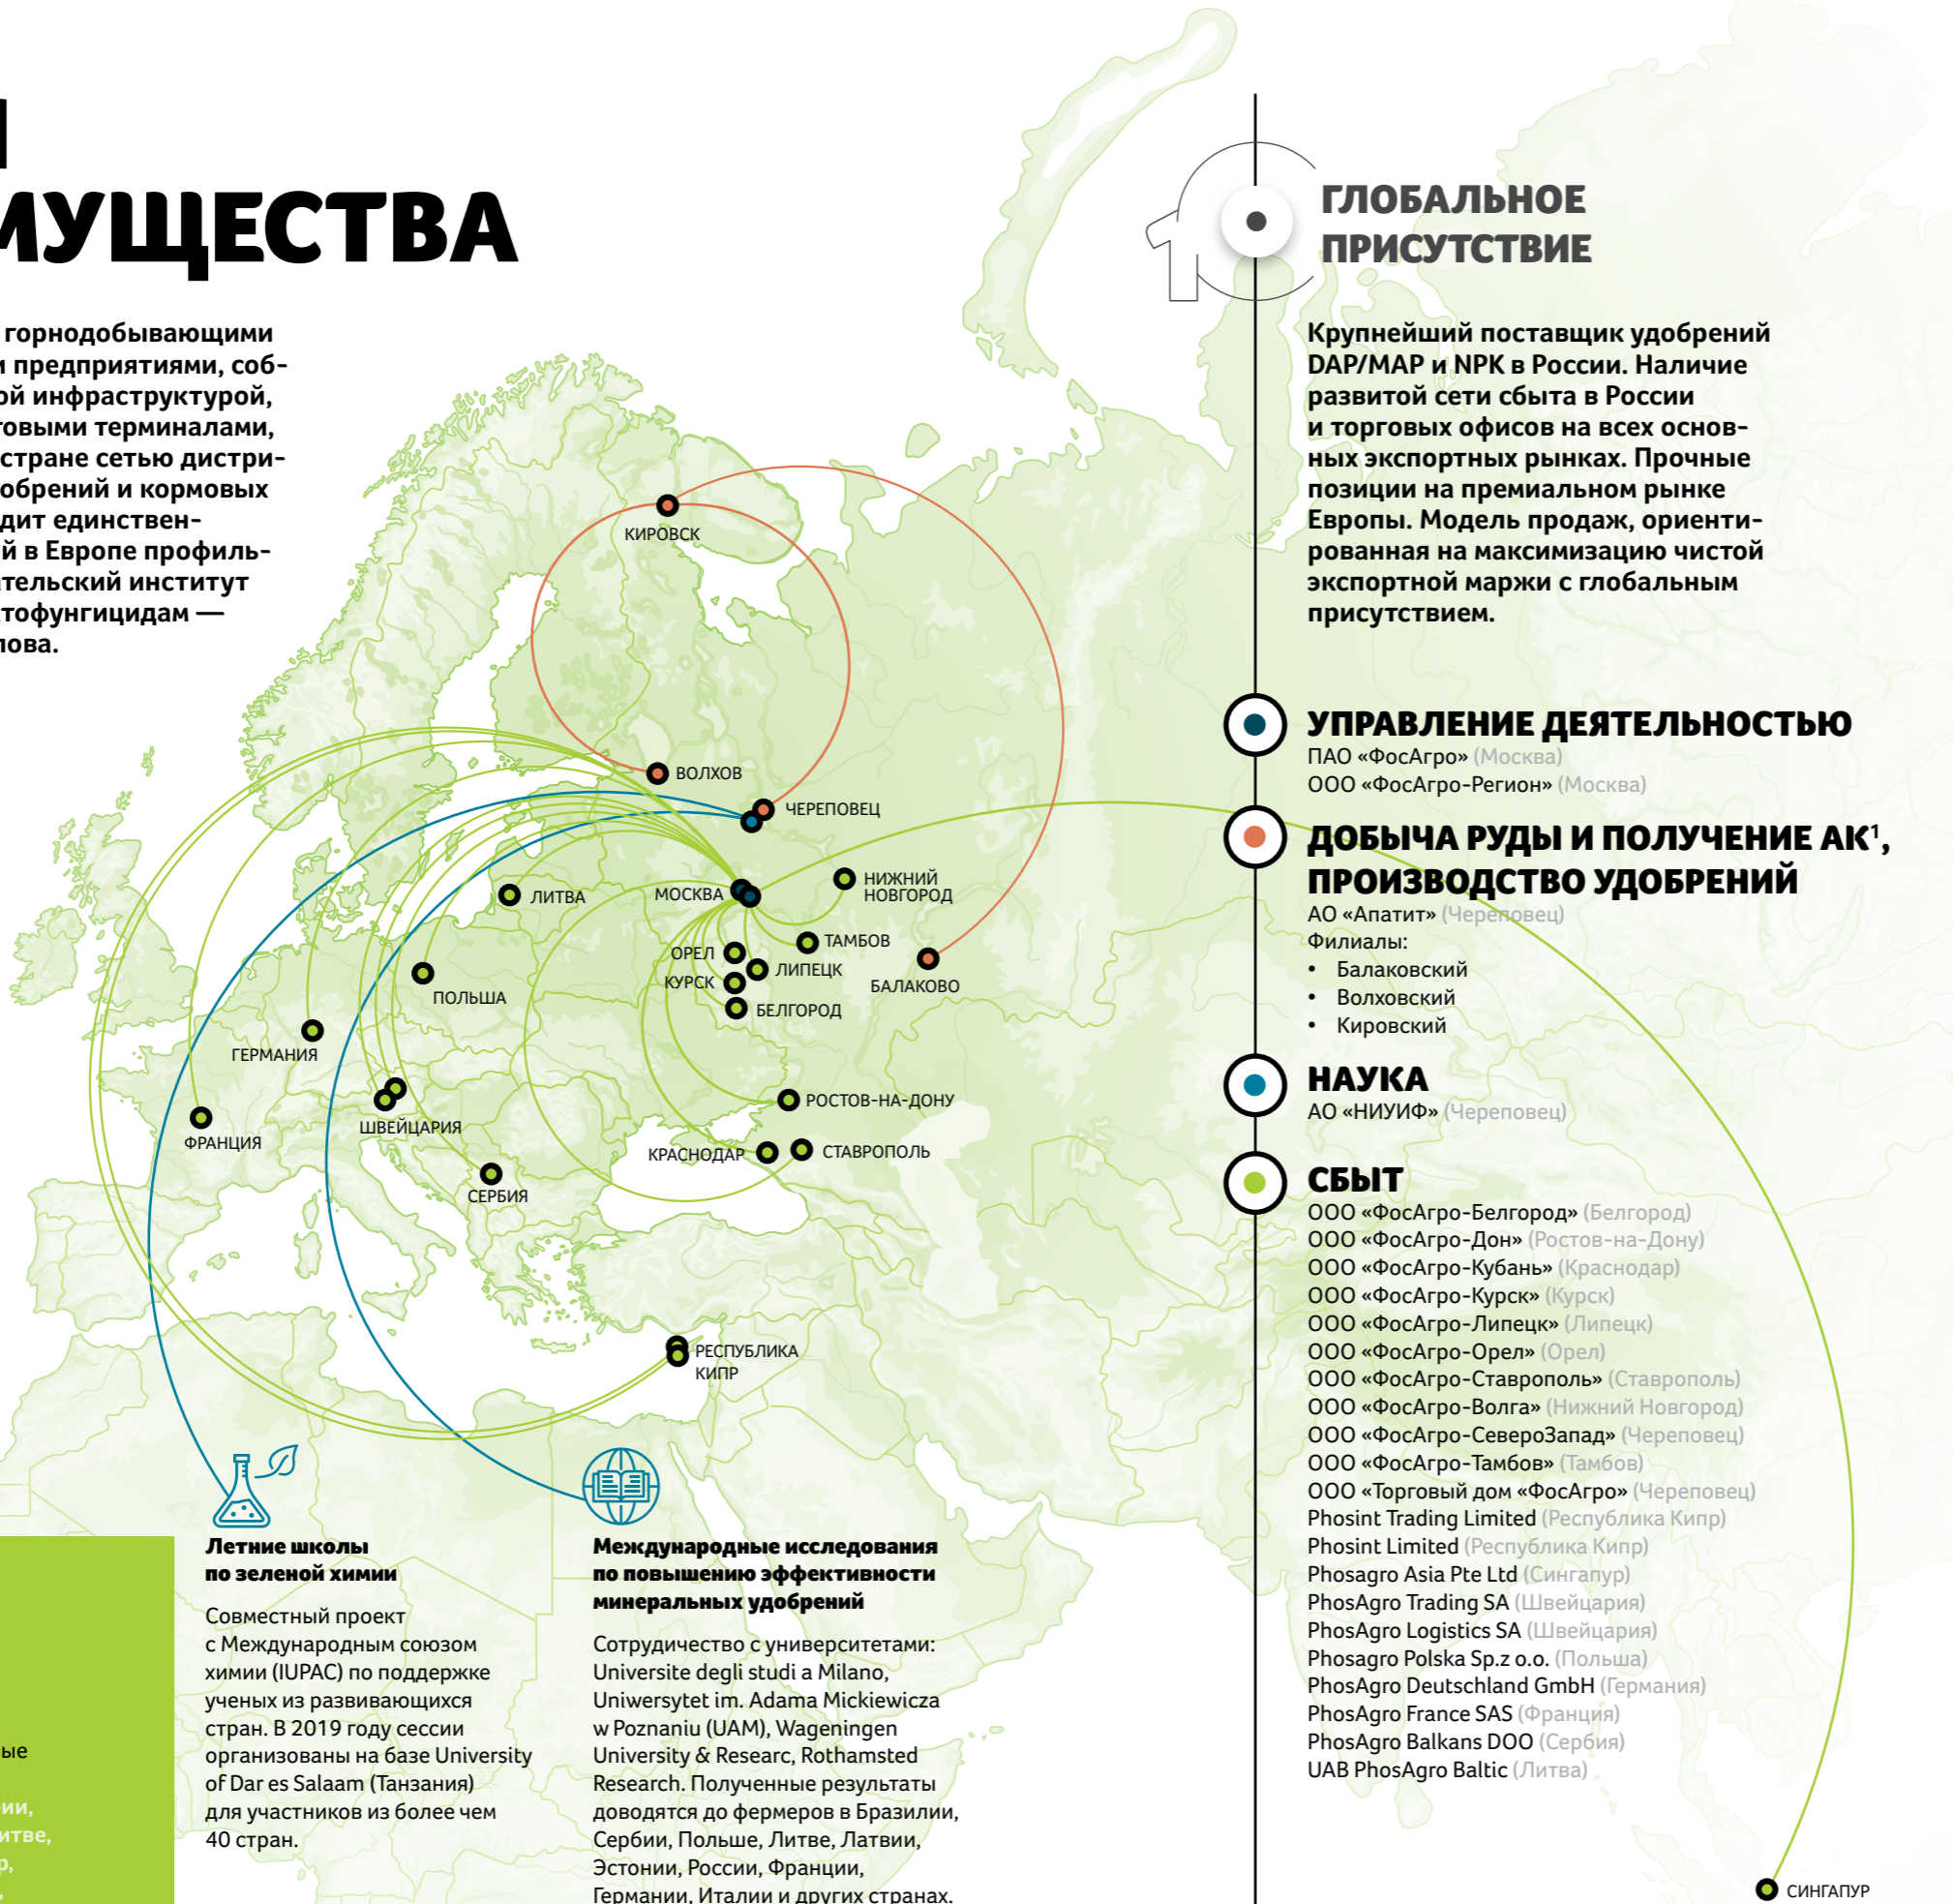 МУЩЕСТВА
горнодобывающими
и предприятиями, соб-
ой инфраструктурой,
товыми терминалами,
стране сетью дистри-
обрений и кормовых
дит единствен-
й в Европе профиль-
ательский институт
тофунгицидам —
лова.
1
ГЛОБАЛЬНОЕ
ПРИСУТСТВИЕ
Крупнейший поставщик удобрений
DAP/MAP и NPK в России. Наличие
развитой сети сбыта в России
и торговых офисов на всех основ-
ных экспортных рынках. Прочные
позиции на премиальном рынке
Европы. Модель продаж, ориенти-
рованная на максимизацию чистой
экспортной маржи с глобальным
присутствием.
КИРОВСК
ВОЛХОВ
ЧЕРЕПОВЕЦ
ЛИТВА
МОСКВА
НИЖНИЙ
НОВГОРОД
ОРЕЛ
ТАМБОВ
ЛИПЕЦК
КУРСК
БАЛАКОВО
ПОЛЬША
БЕЛГОРОД
ГЕРМАНИЯ
РОСТОВ-НА-ДОНУ
ШВЕЙЦАРИЯ
ФРАНЦИЯ
КРАСНОДАР
СТАВРОПОЛЬ
СЕРБИЯ
РЕСПУБЛИКА
КИПР
УПРАВЛЕНИЕ ДЕЯТЕЛЬНОСТЬЮ
ПАО «ФосАгро» (Москва)
ООО «ФосАгро-Регион» (Москва)
ДОБЫЧА РУДЫ И ПОЛУЧЕНИЕ АК¹,
ПРОИЗВОДСТВО УДОБРЕНИЙ
АО «Апатит» (Череповец)
Филиалы:
• Балаковский
• Волховский
• Кировский
НАУКА
АО «НИУИФ» (Череповец)
СБЫТ
ООО «ФосАгро-Белгород» (Белгород)
ООО «ФосАгро-Дон» (Ростов-на-Дону)
ООО «ФосАгро-Кубань» (Краснодар)
ООО «ФосАгро-Курск» (Курск)
ООО «ФосАгро-Липецк» (Липецк)
ООО «ФосАгро-Орел» (Орел)
ООО «ФосАгро-Ставрополь» (Ставрополь)
ООО «ФосАгро-Волга» (Нижний Новгород)
ООО «ФосАгро-СевероЗапад» (Череповец)
ООО «ФосАгро-Тамбов» (Тамбов)
ООО «Торговый дом «ФосАгро» (Череповец)
Phosint Trading Limited (Республика Кипр)
Phosint Limited (Республика Кипр)
Phosagro Asia Pte Ltd (Сингапур)
PhosAgro Trading SA (Швейцария)
PhosAgro Logistics SA (Швейцария)
Phosagro Polska Sp.z o.o. (Польша)
PhosAgro Deutschland GmbH (Германия)
PhosAgro France SAS (Франция)
PhosAgro Balkans DOO (Сербия)
UAB PhosAgro Baltic (Литва)
СИНГАПУР
Летние школы
по зеленой химии
Совместный проект
с Международным союзом
химии (IUPAC) по поддержке
ученых из развивающихся
стран. В 2019 году сессии
организованы на базе University
of Dar es Salaam (Танзания)
для участников из более чем
40 стран.
Международные исследования
по повышению эффективности
минеральных удобрений
Сотрудичество с университетами:
Universite degli studi a Milano,
Uniwersytet im. Adama Mickiewicza
w Poznaniu (UAM), Wageningen
University & Researc, Rothamsted
Research. Полученные результаты
доводятся до фермеров в Бразилии,
Сербии, Польше, Литве, Латвии,
Эстонии, России, Франции,
Германии, Италии и других странах.
ые
ии,
итве,
р,